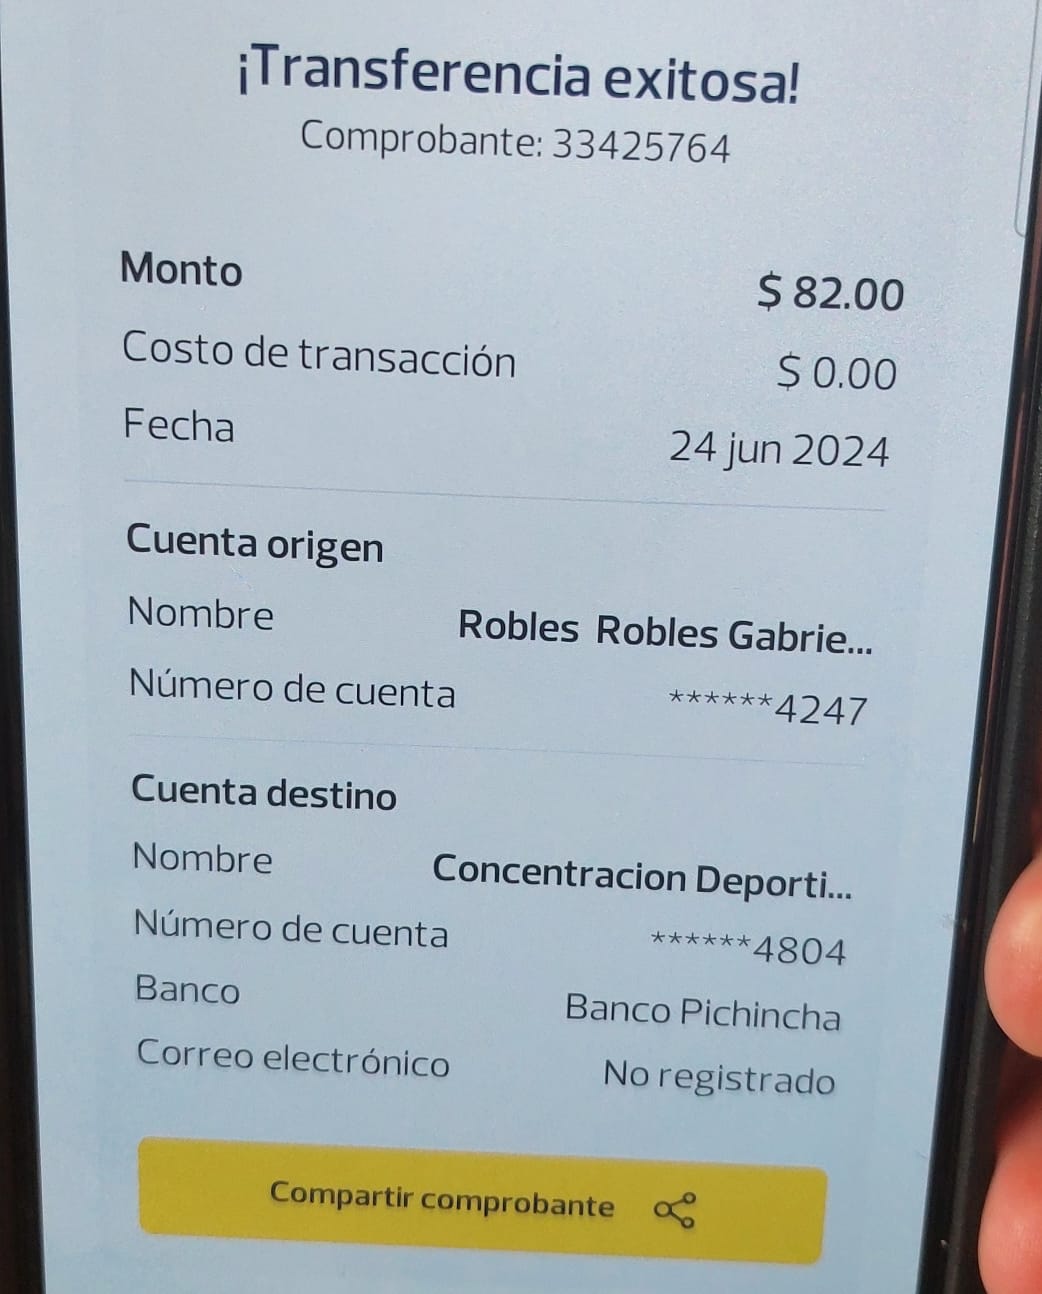 ¡Transferencia exitosa!
Comprobante: 33425764
Monto $ 82.00
Costo de transacción $ 0.00
Fecha 24 jun 2024
Cuenta origen
Nombre Robles Robles Gabrie...
Número de cuenta ******4247
Cuenta destino
Nombre Concentracion Deporti...
Número de cuenta ******4804
Banco Banco Pichincha
Correo electrónico No registrado
Compartir comprobante